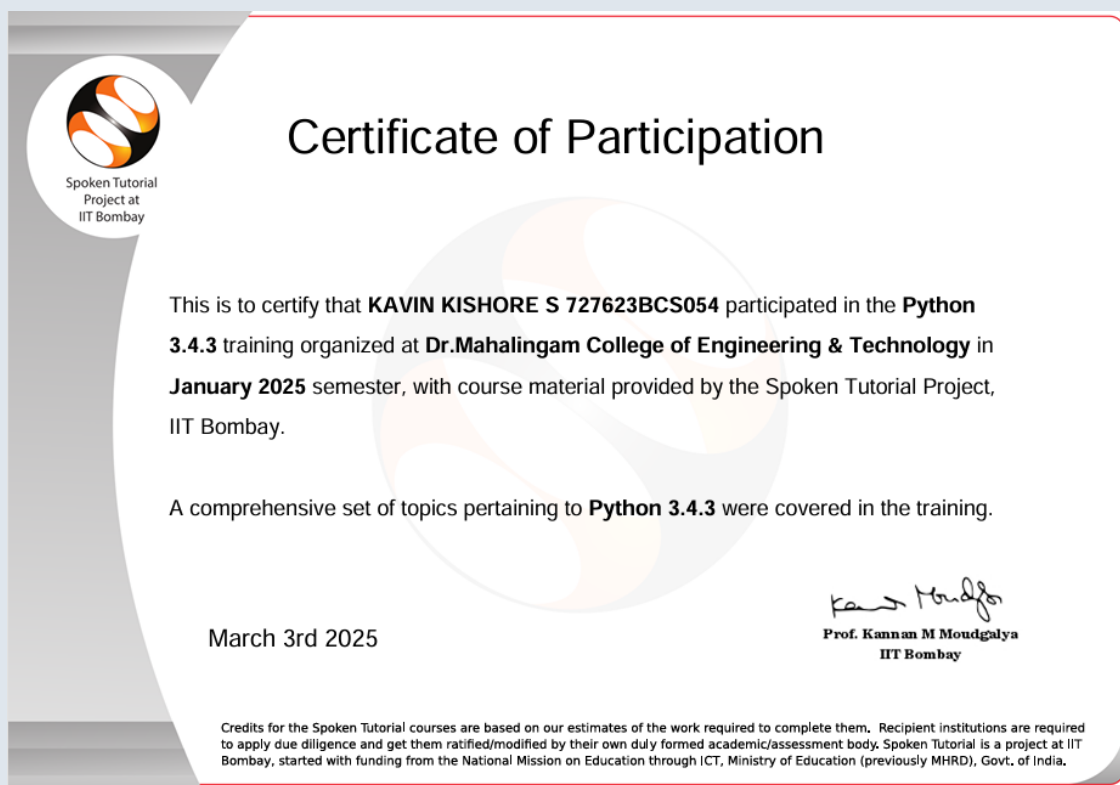 Spoken Tutorial
Project at
IIT Bombay
Certificate of Participation
This is to certify that KAVIN KISHORE S 727623BCS054 participated in the Python
3.4.3 training organized at Dr.Mahalingam College of Engineering & Technology in
January 2025 semester, with course material provided by the Spoken Tutorial Project,
IIT Bombay.
A comprehensive set of topics pertaining to Python 3.4.3 were covered in the training.
March 3rd 2025
Kannan Moudgalya
Prof. Kannan M Moudgalya
IIT Bombay
Credits for the Spoken Tutorial courses are based on our estimates of the work required to complete them. Recipient institutions are required
to apply due diligence and get them ratified/modified by their own duly formed academic/assessment body. Spoken Tutorial is a project at IIT
Bombay, started with funding from the National Mission on Education through ICT, Ministry of Education (previously MHRD), Govt. of India.